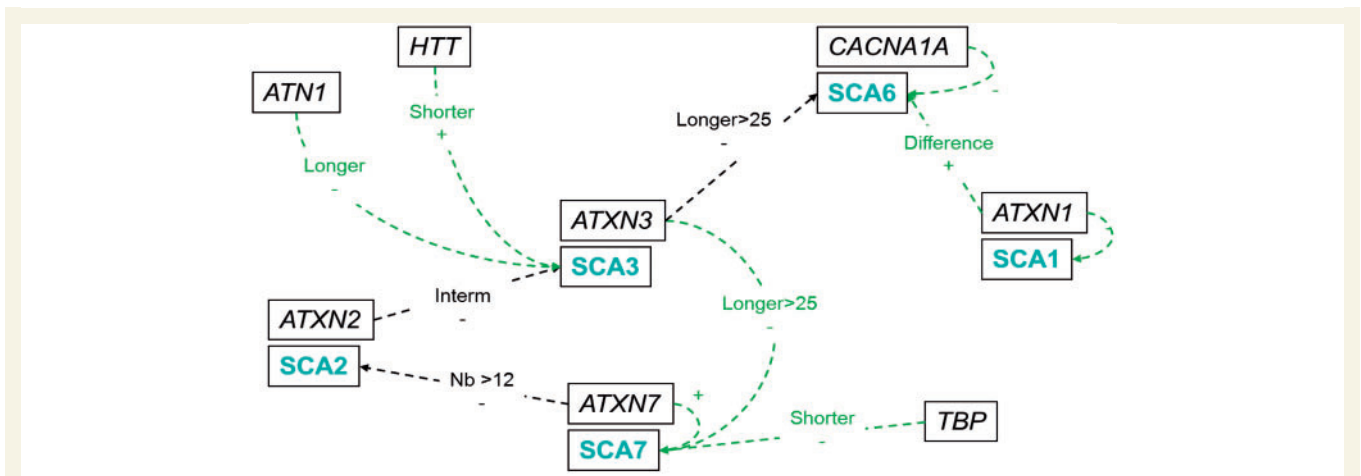 HTT
CACNA1A
ATN1
SCA6
Shorter
+
-
Longer>25
-
Difference
+
Longer
-
ATXN3
ATXN1
-
SCA3
SCA1
Interm
-
Longer>25
-
ATXN2
SCA2
Nb >12
-
ATXN7
+
Shorter
-
TBP
SCA7